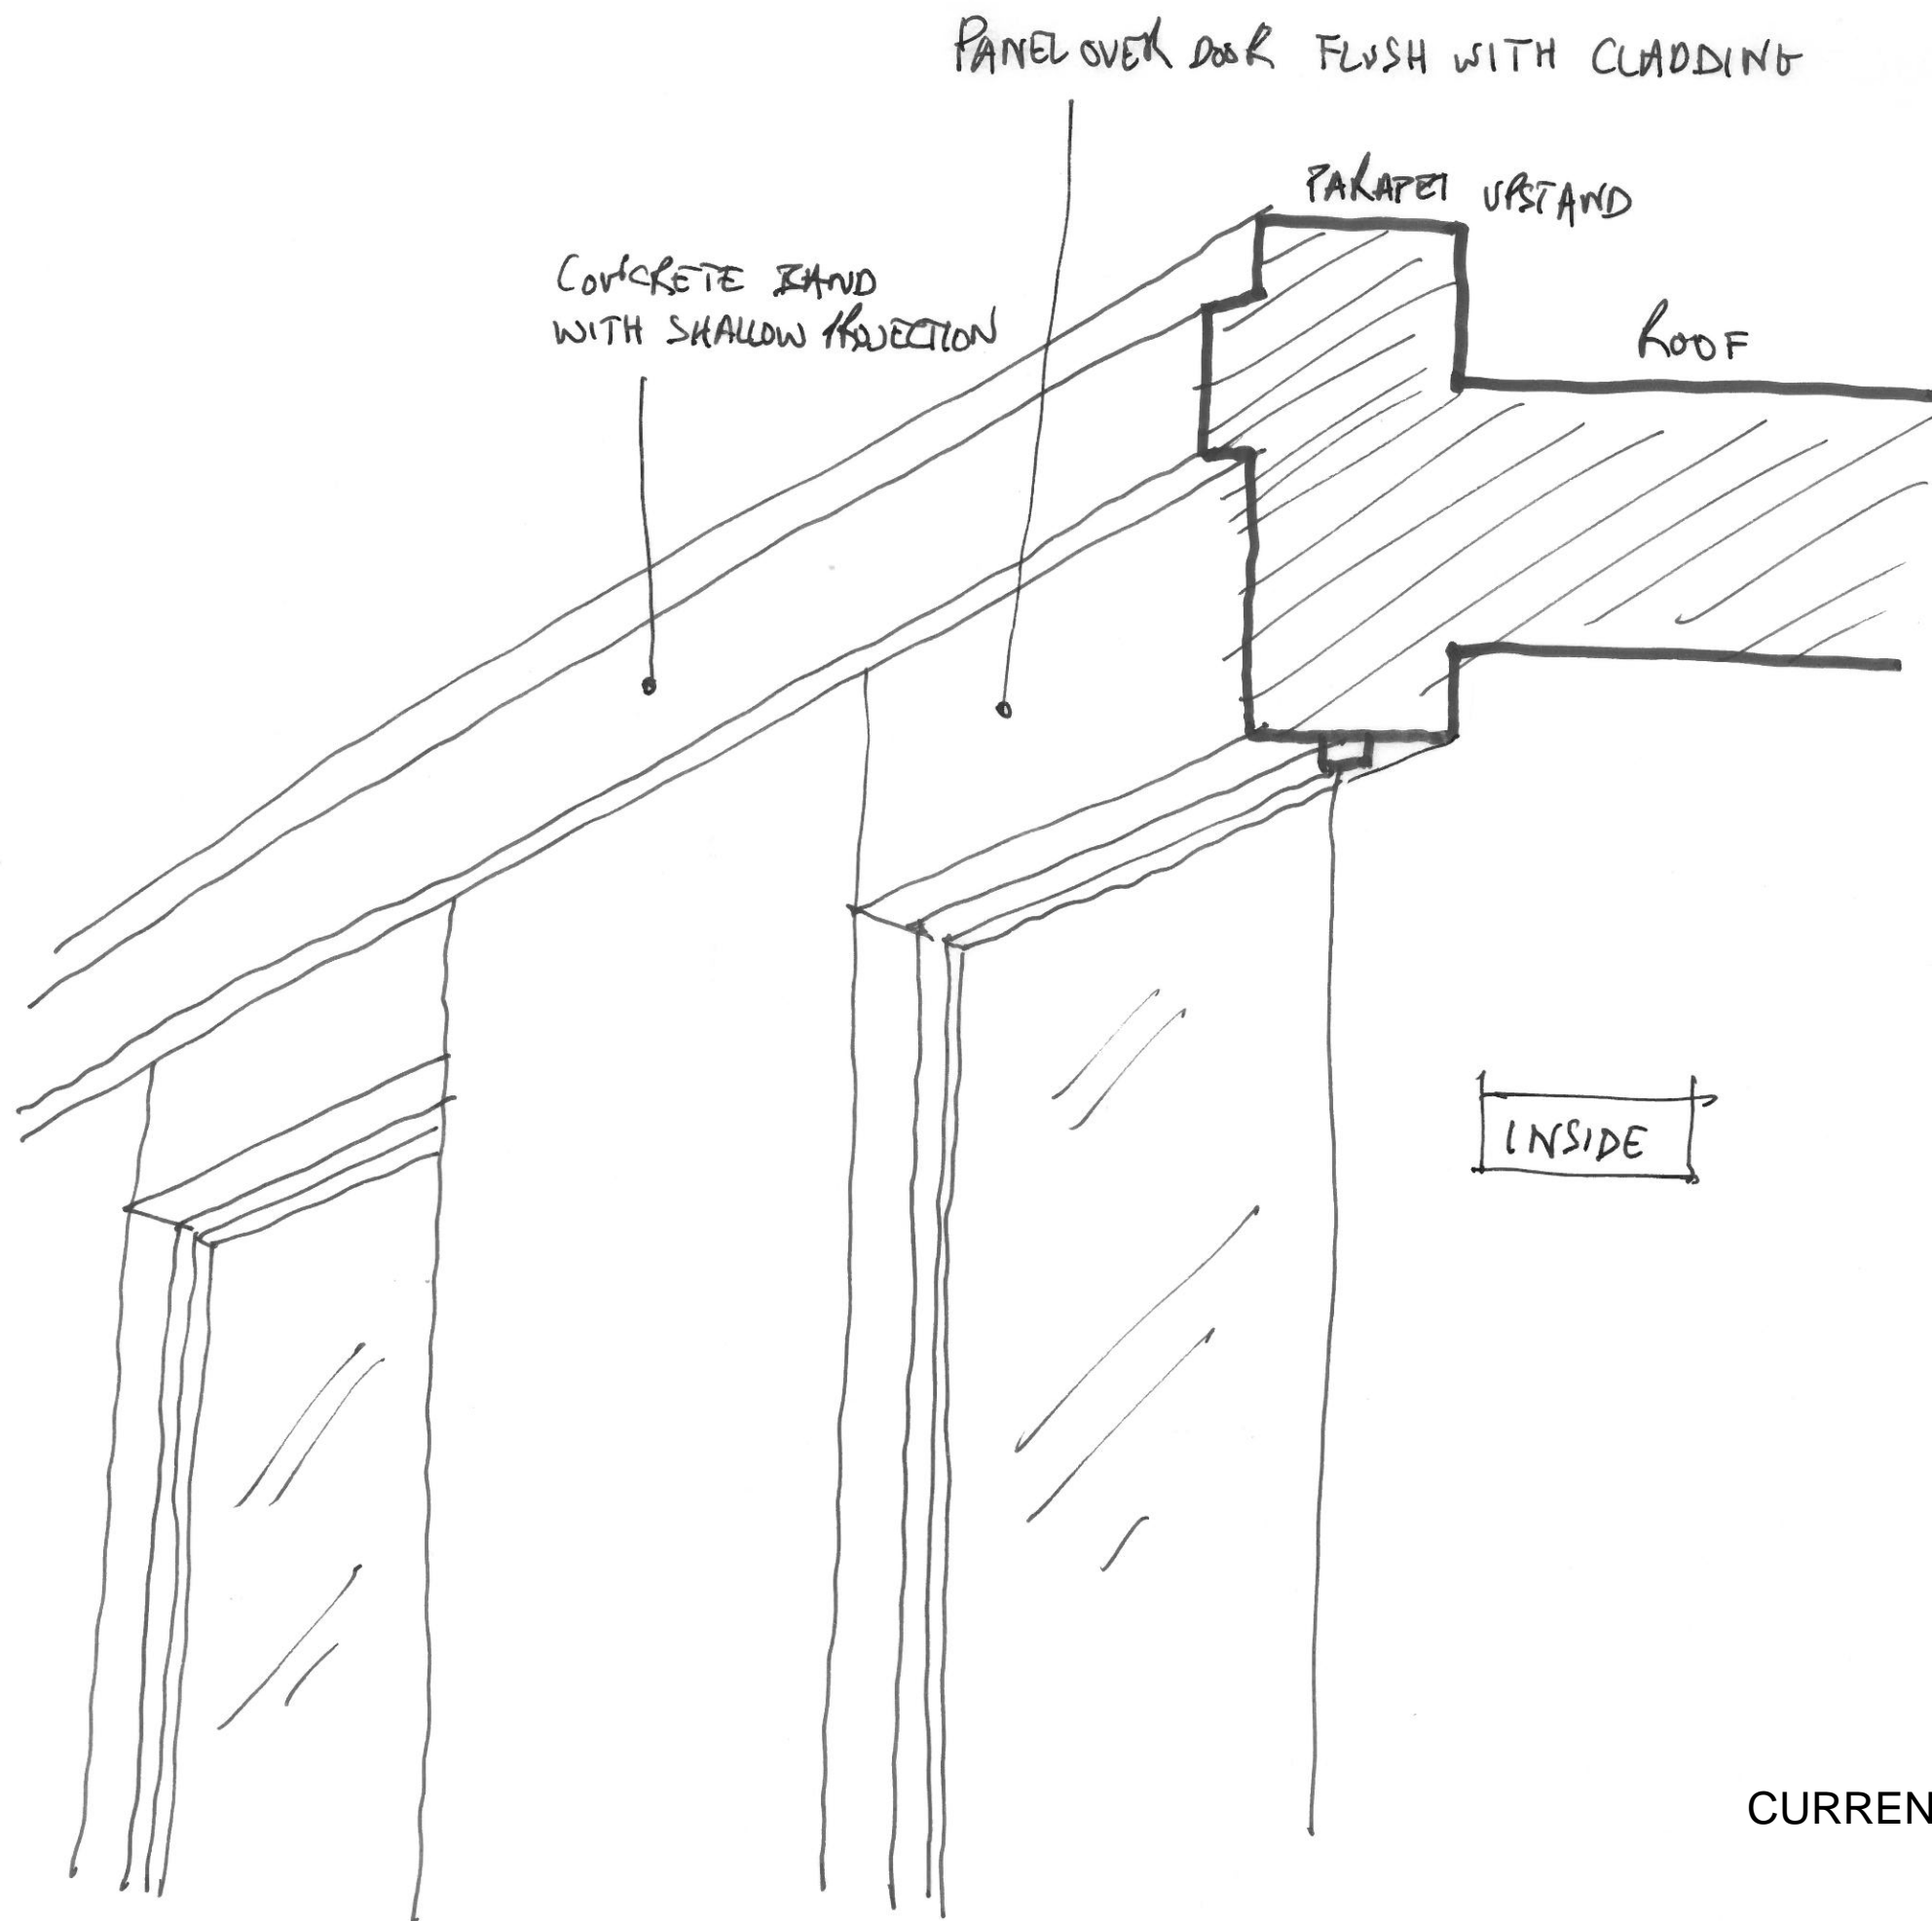 PANEL OVER DOOR FLUSH WITH CLADDING
PARAPET UPSTAND
CONCRETE BAND
WITH SHALLOW PROJECTION
ROOF
INSIDE
CURREN